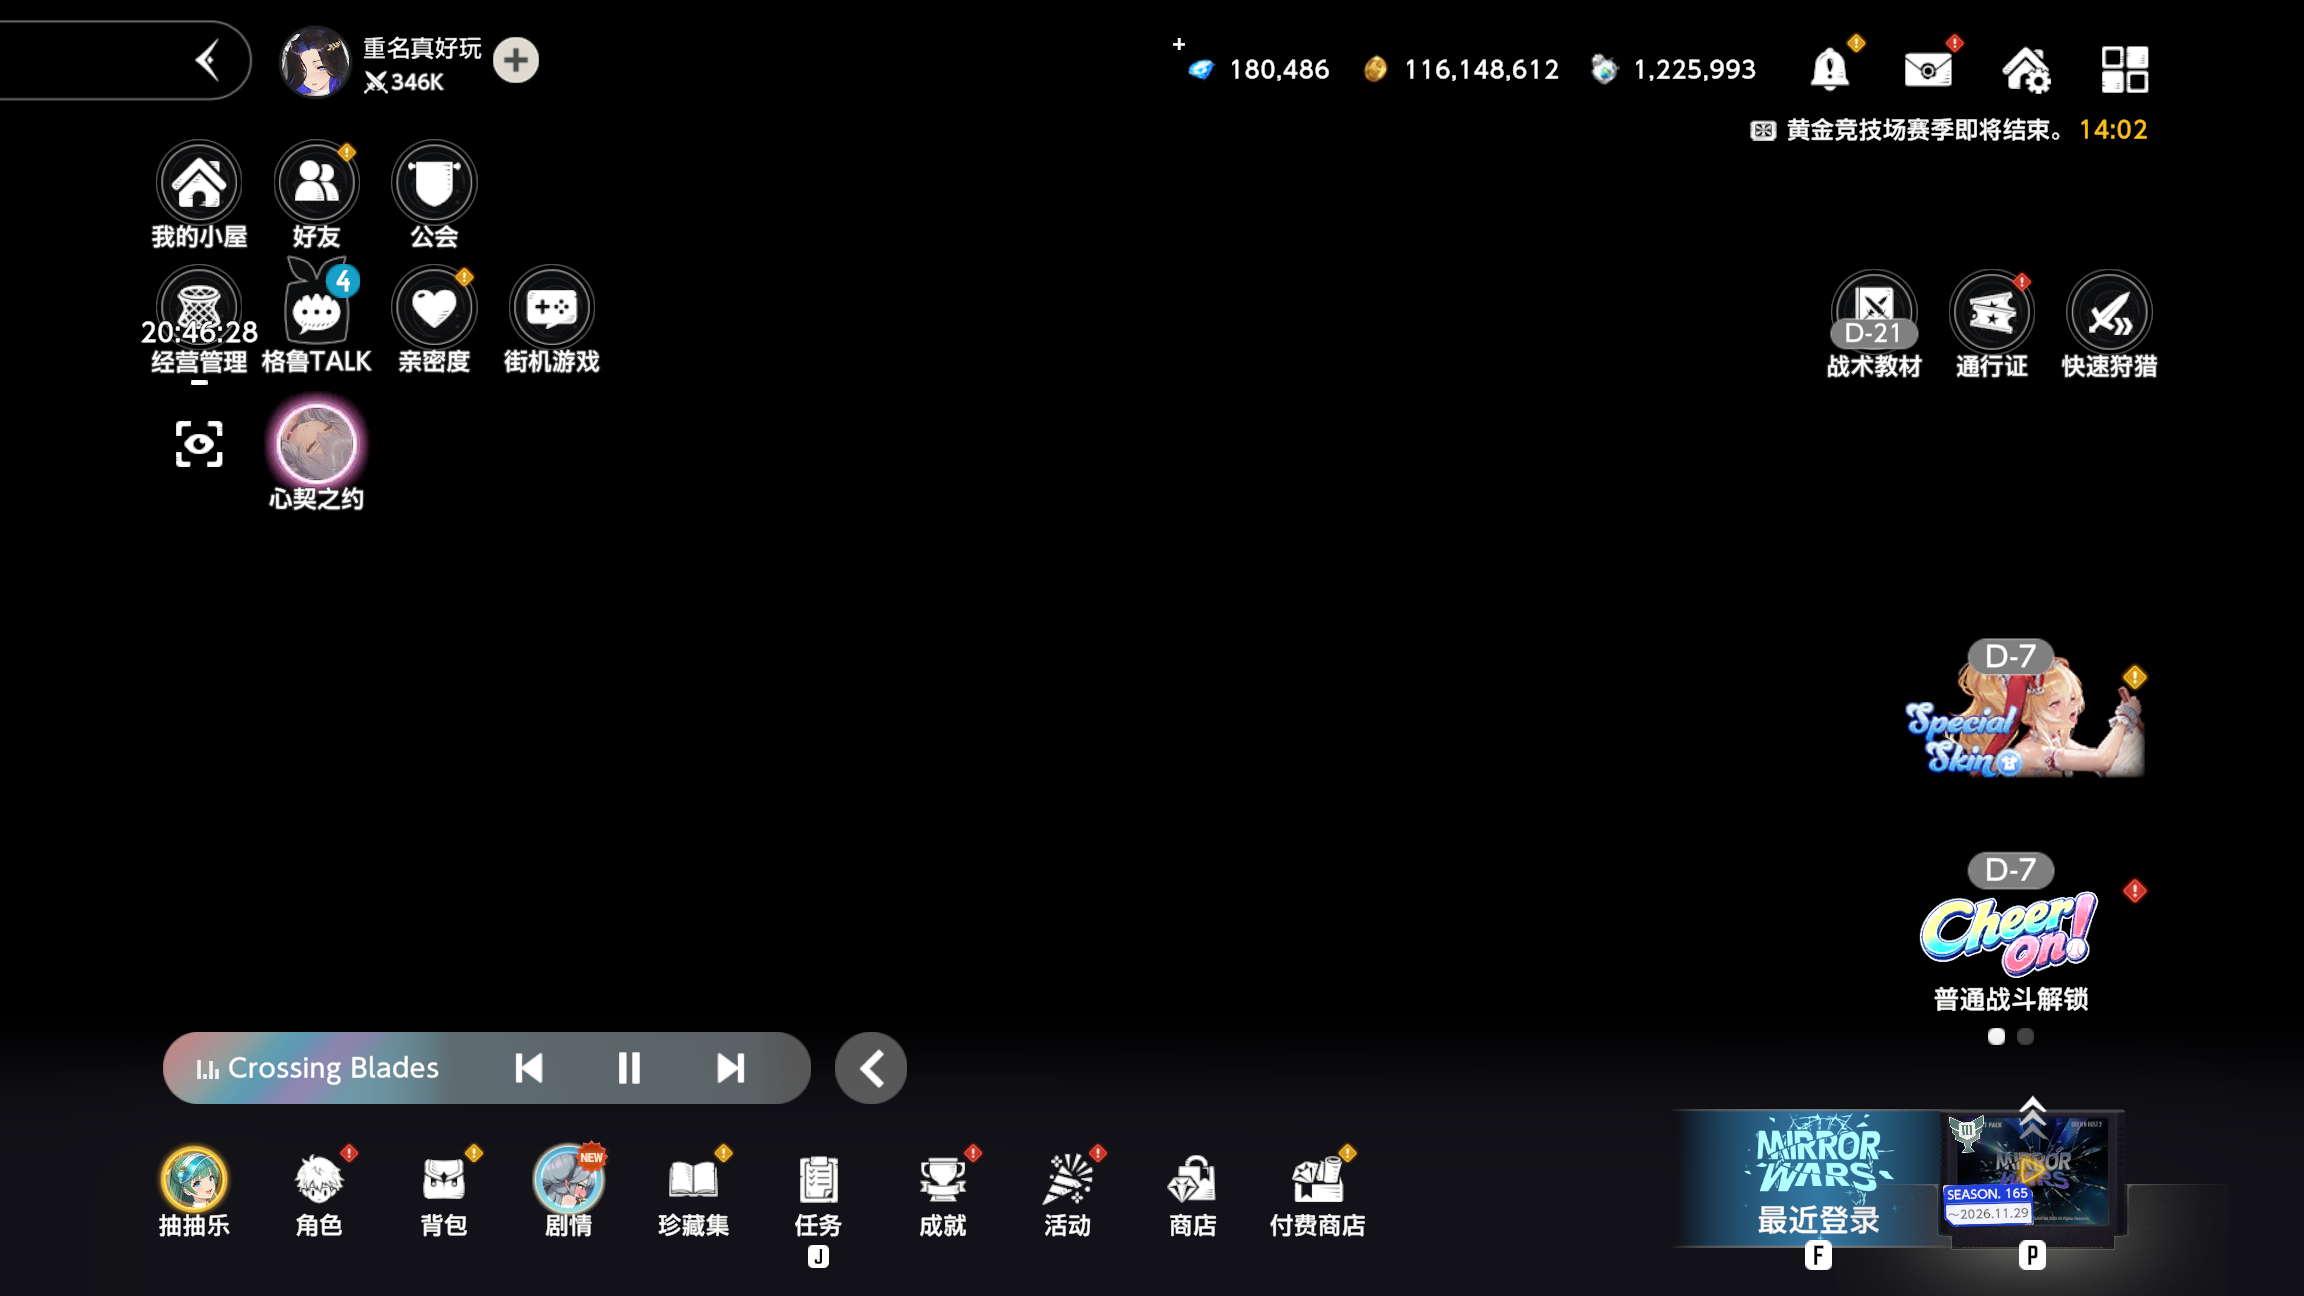 重名真好玩
346K
180,486
116,148,612
1,225,993
黄金竞技场赛季即将结束。 14:02
我的小屋
好友
公会
20:46:28
经营管理
4
格鲁TALK
亲密度
街机游戏
D-21
战术教材
通行证
快速狩猎
心契之约
D-7
Special
Skin
D-7
Cheer
on!
普通战斗解锁
Crossing Blades
抽抽乐
角色
背包
NEW
剧情
珍藏集
任务
J
成就
活动
商店
付费商店
MIRROR
WARS
最近登录
F
MIRROR
WARS
SEASON. 165
~2026.11.29
P